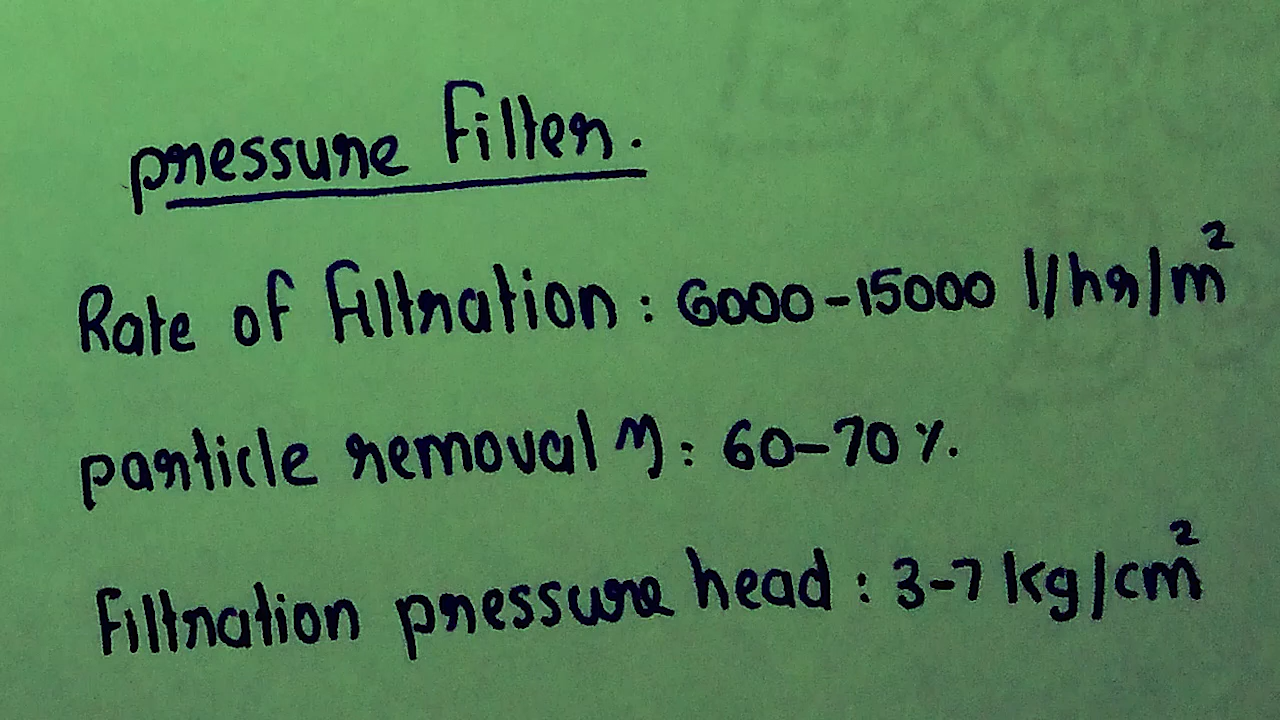 pressure Filter.
Rate of filtration : 6000-15000 l/hr/m²
particle removal η : 60-70 %.
Filtration pressure head : 3-7 kg/cm²